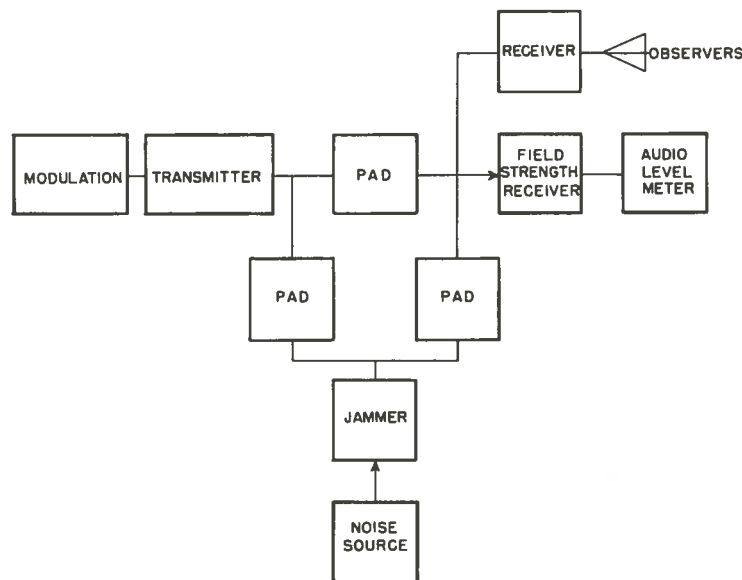 RECEIVER
OBSERVERS
MODULATION
TRANSMITTER
PAD
FIELD
STRENGTH
RECEIVER
AUDIO
LEVEL
METER
PAD
PAD
JAMMER
NOISE
SOURCE